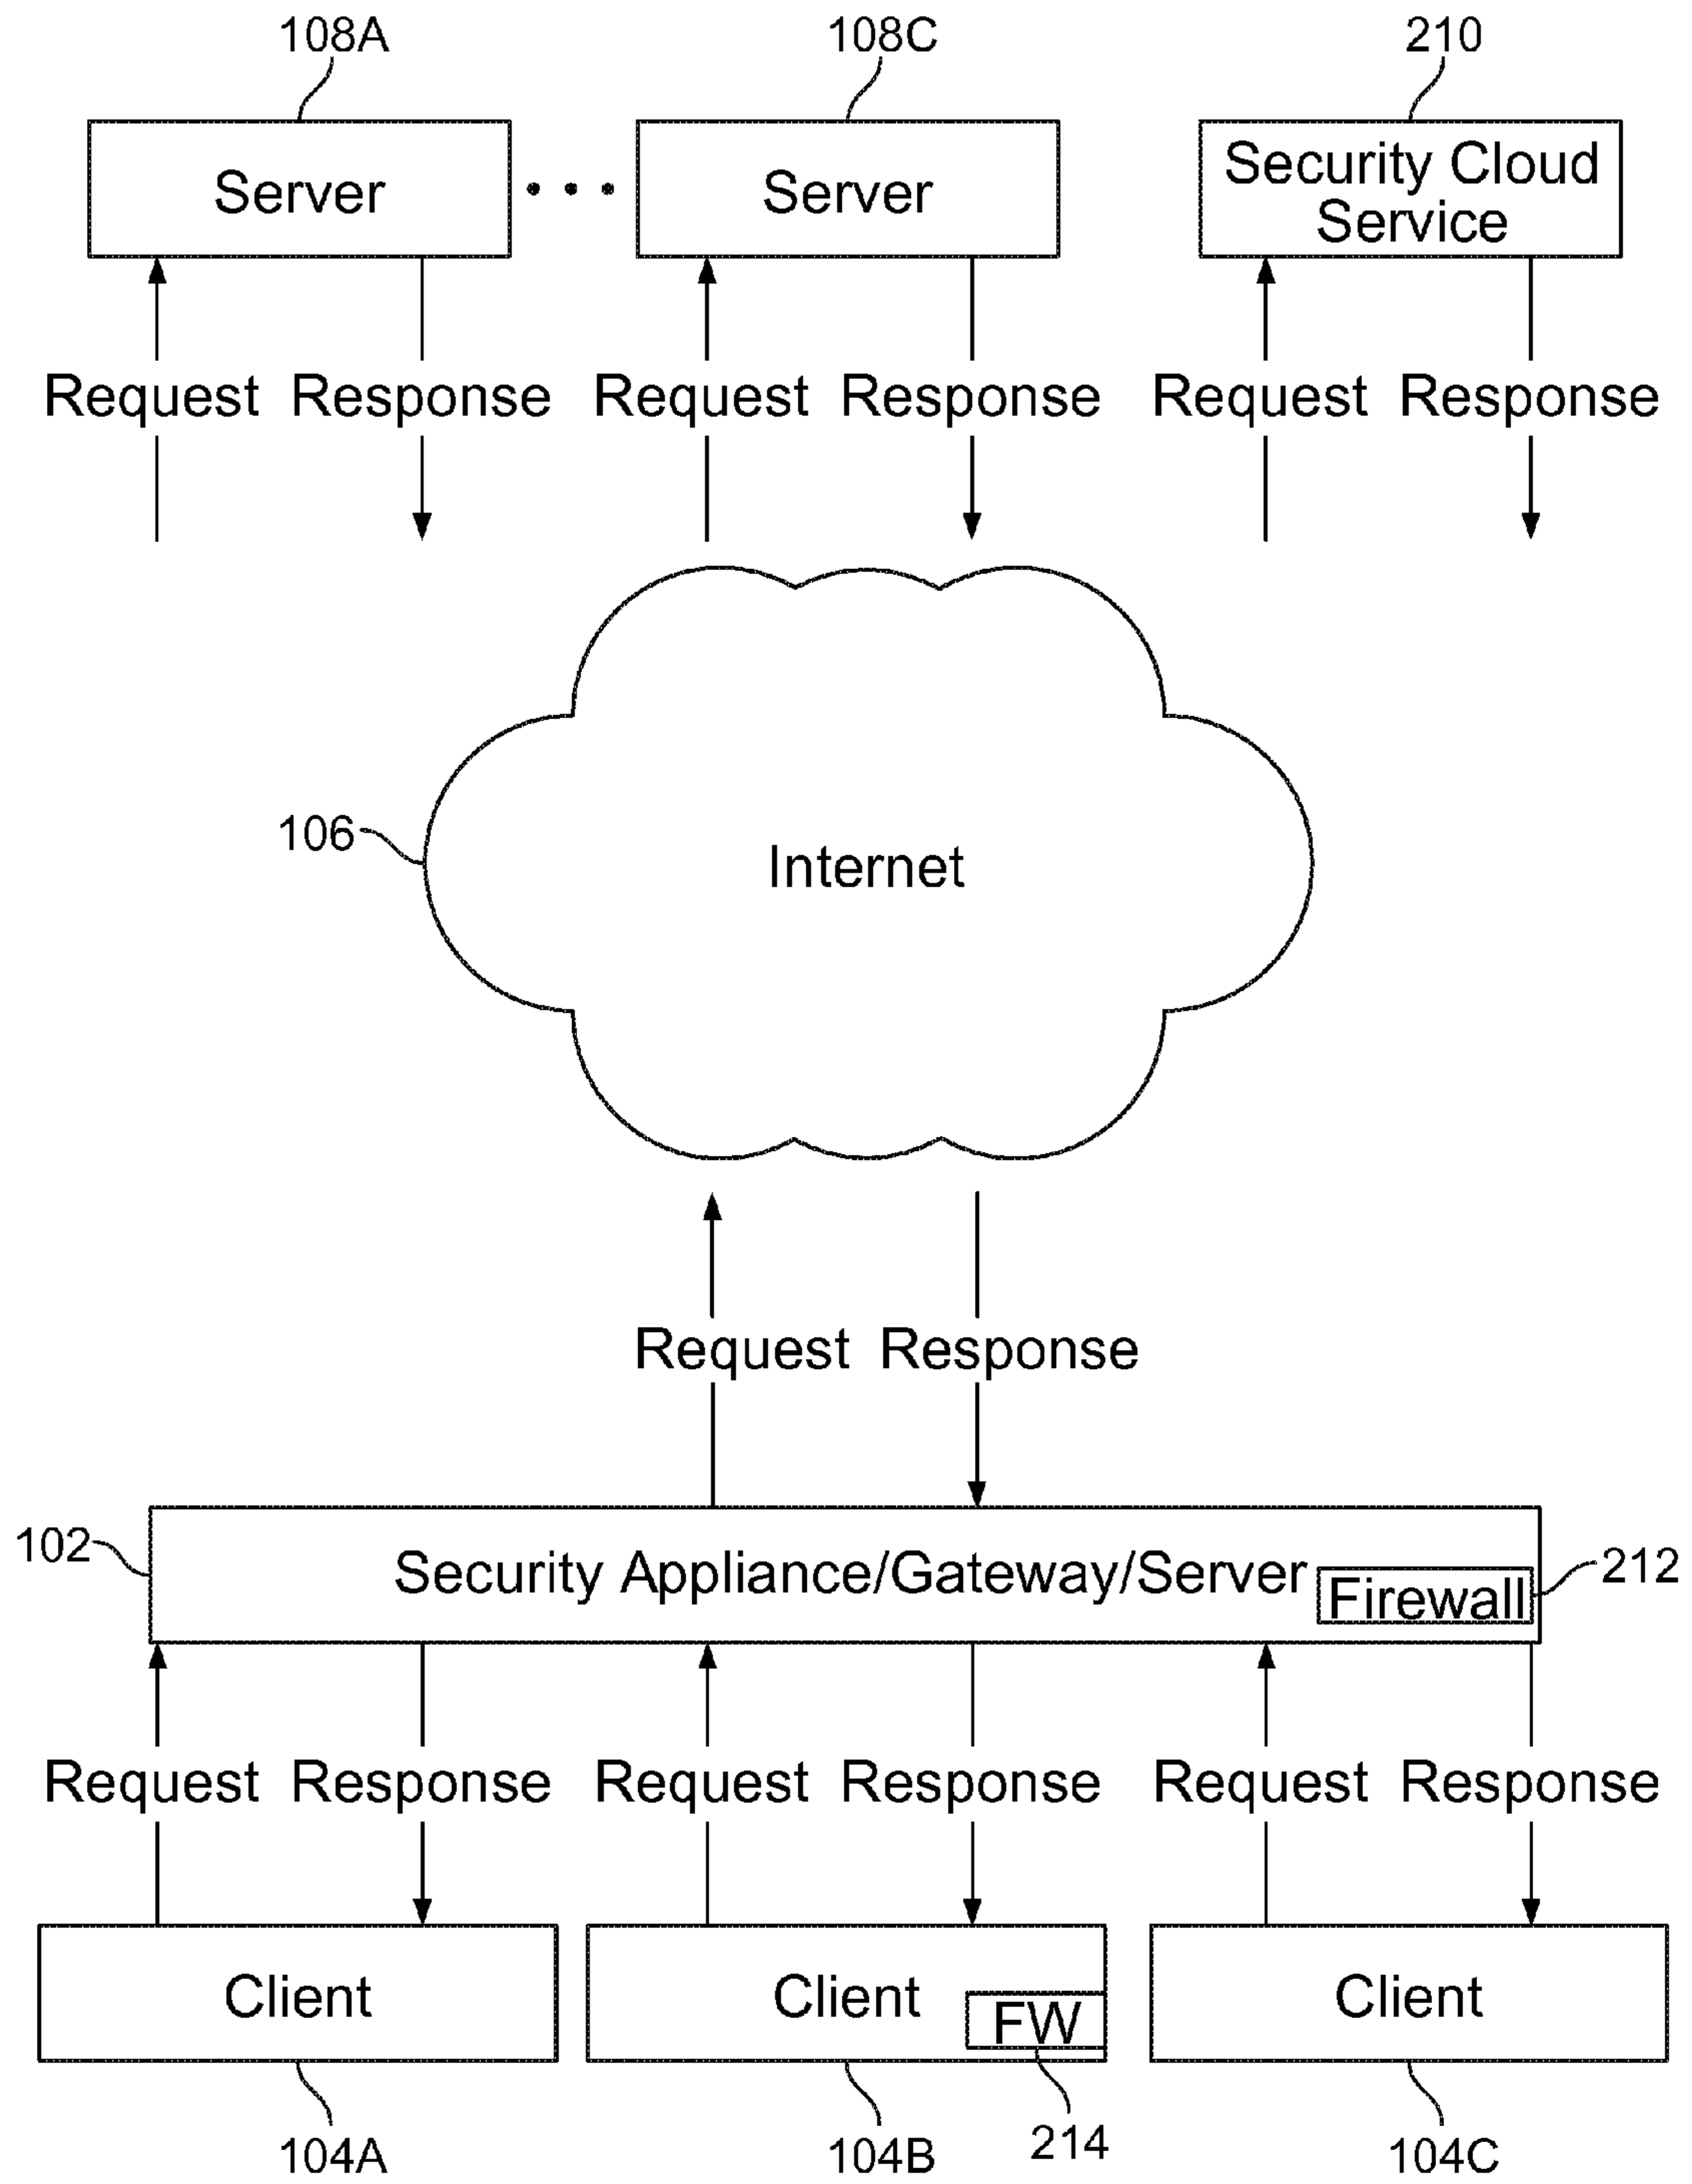 108A 108C 210
Server • • • Server Security Cloud
Service
Request Response Request Response Request Response
106
Internet
Request Response
102
Security Appliance/Gateway/Server
Firewall
212
Request Response Request Response Request Response
Client Client Client
FW
214
104A 104B 104C